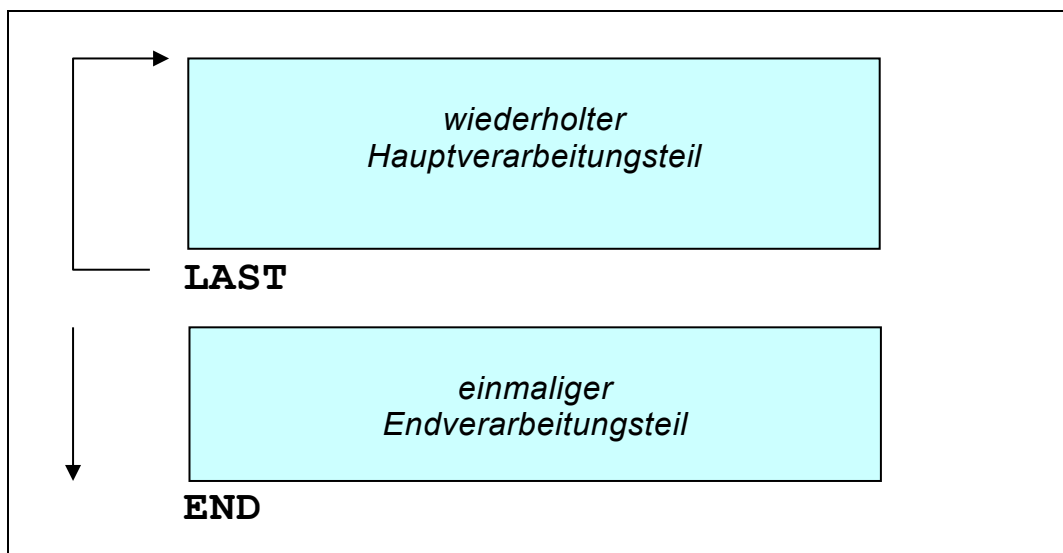 wiederholter
Hauptverarbeitungsteil
LAST
einmaliger
Endverarbeitungsteil
END